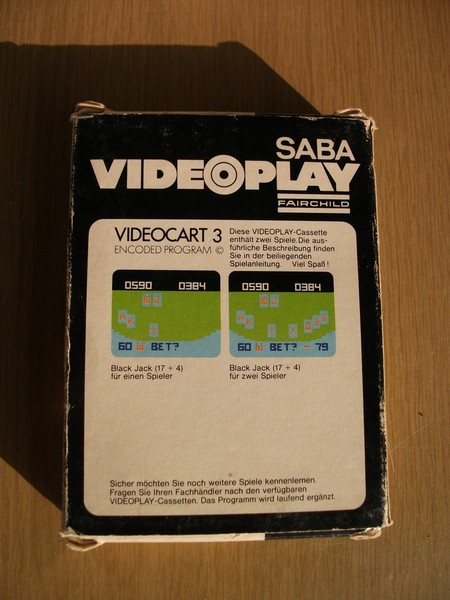 SABA
VIDEOPLAY
FAIRCHILD
VIDEOCART 3
ENCODED PROGRAM ©
Diese VIDEOPLAY-Cassette
enthält zwei Spiele. Die aus-
führliche Beschreibung finden
Sie in der beiliegenden
Spielanleitung. Viel Spaß!
0590 0384
60 BET?
0590 0384
60 BET? - 79
Black Jack (17 + 4)
für einen Spieler
Black Jack (17 + 4)
für zwei Spieler
Sicher möchten Sie noch weitere Spiele kennenlernen.
Fragen Sie Ihren Fachhändler nach den verfügbaren
VIDEOPLAY-Cassetten. Das Programm wird laufend ergänzt.